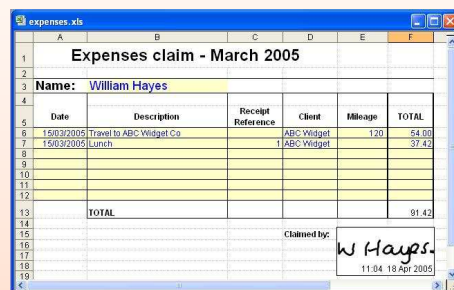 expenses.xls
A B C D E F
1 Expenses claim - March 2005
2
3 Name: William Hayes
4
5 Date Description Receipt Reference Client Mileage TOTAL
6 15/03/2005 Travel to ABC Widget Co ABC Widget 120 54.00
7 15/03/2005 Lunch 1 ABC Widget 37.42
8
9
10
11
12
13 TOTAL 91.42
14
15 Claimed by:
16 W Hayes.
17
18 11:04 18 Apr 2005
19